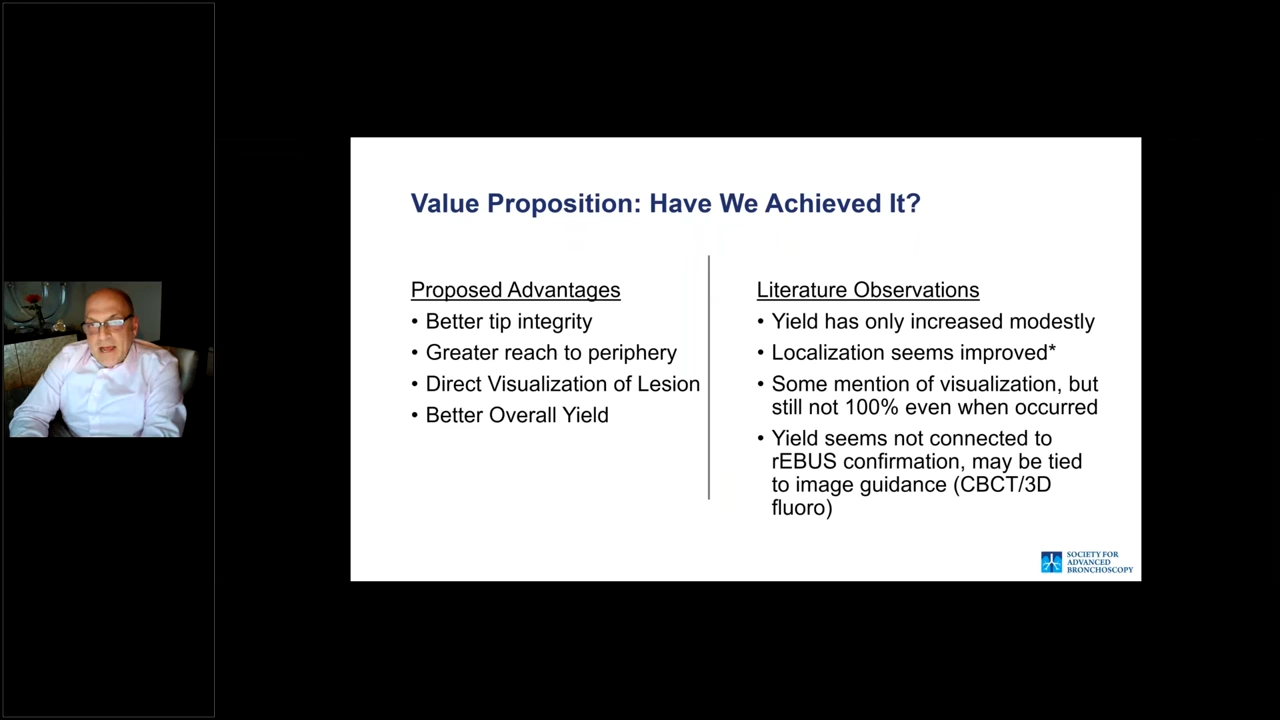 Value Proposition: Have We Achieved It?
Proposed Advantages
• Better tip integrity
• Greater reach to periphery
• Direct Visualization of Lesion
• Better Overall Yield
Literature Observations
• Yield has only increased modestly
• Localization seems improved*
• Some mention of visualization, but
still not 100% even when occurred
• Yield seems not connected to
rEBUS confirmation, may be tied
to image guidance (CBCT/3D
fluoro)
SOCIETY FOR
ADVANCED
BRONCHOSCOPY